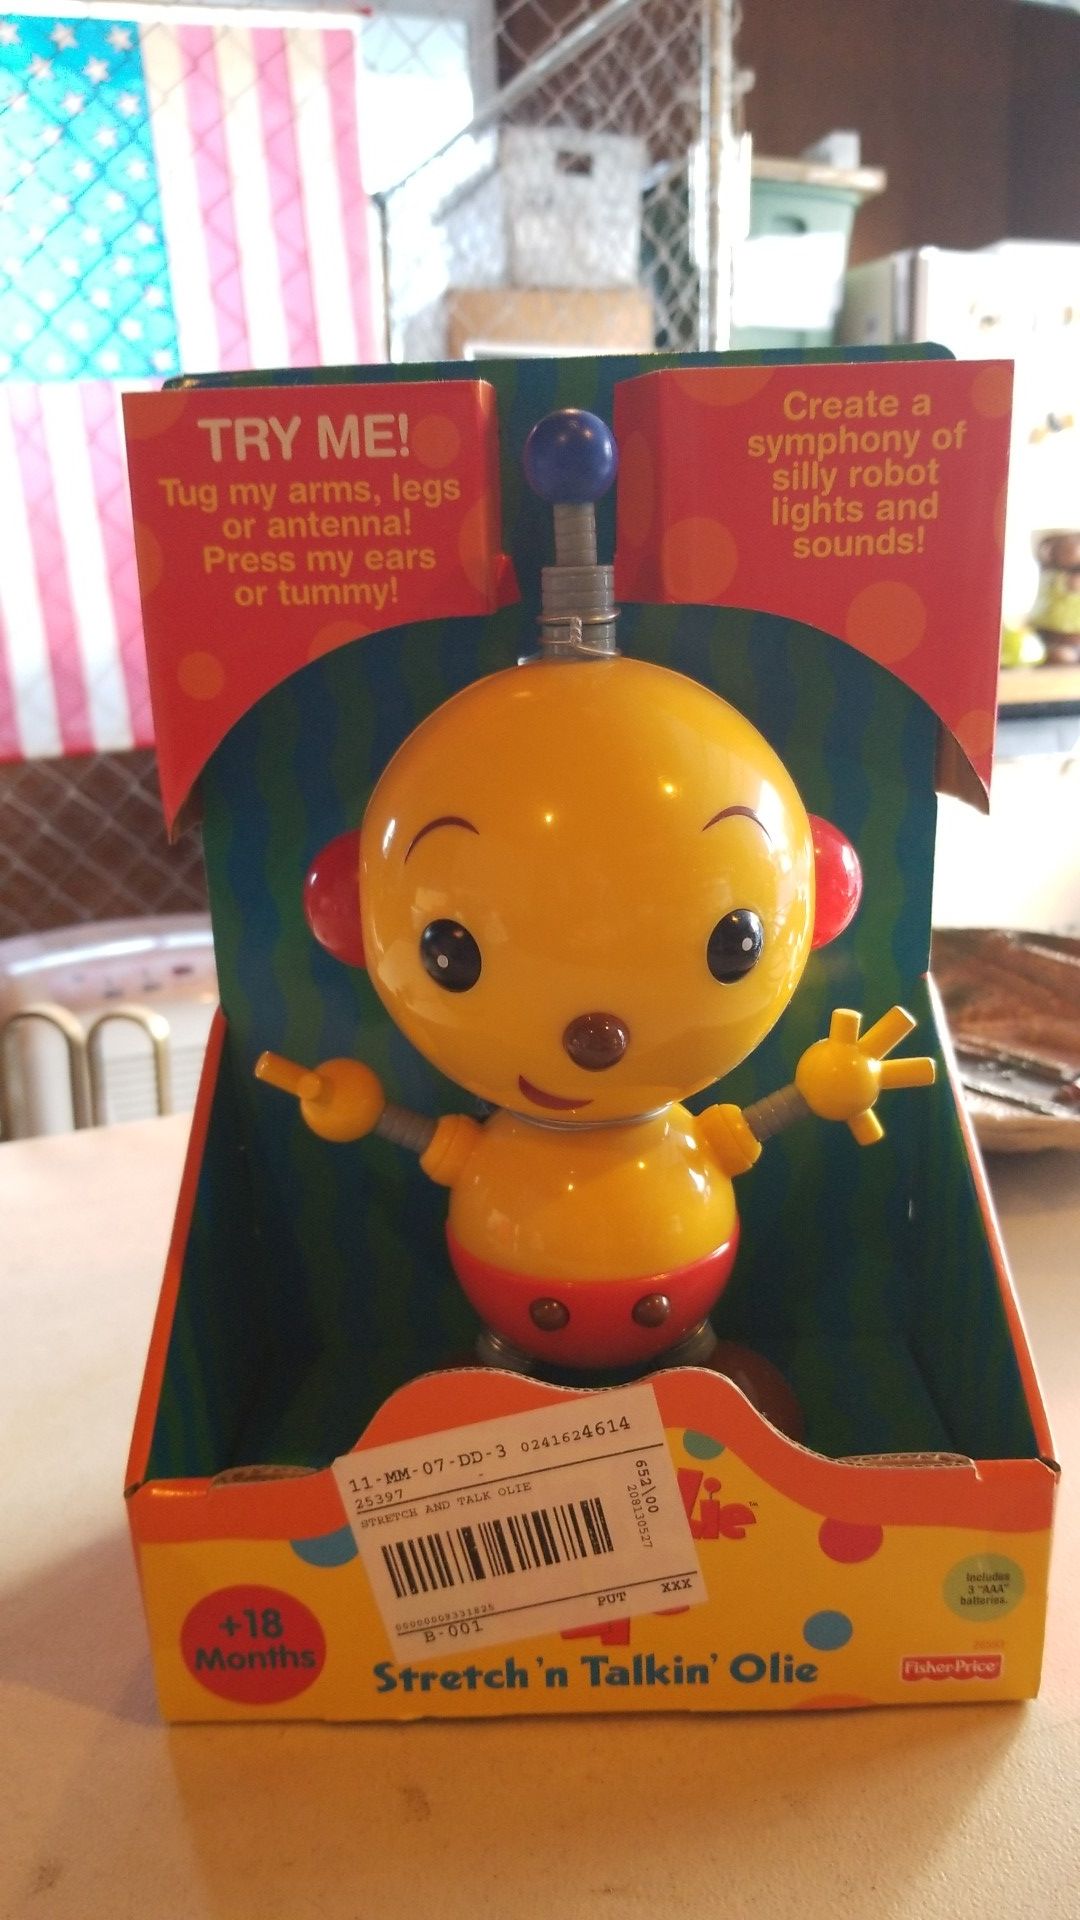 TRY ME!
Tug my arms, legs
or antenna!
Press my ears
or tummy!
Create a
symphony of
silly robot
lights and
sounds!
11-MM-07-DD-3 0241624614
25397
STRETCH AND TALK OLIE
652\00
208130527
00000009331825
B-001 PUT XXX
Includes
3 "AAA"
batteries.
+18
Months
Stretch 'n Talkin' Olie
Fisher-Price